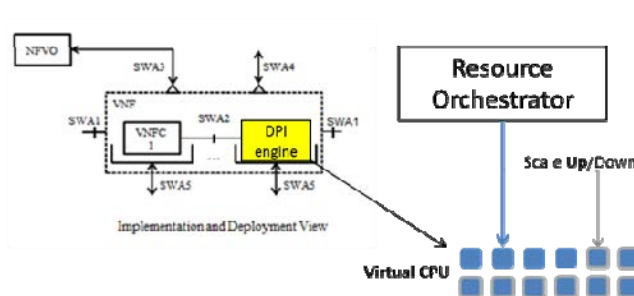 NFVO
SWA3
SWA4
VNF
SWA1
SWA2
SWA1
VNFC
1
DPI
engine
...
SWA5
SWA5
Implementation and Deployment View
Resource
Orchestrator
Sca e Up/Down
Virtual CPU